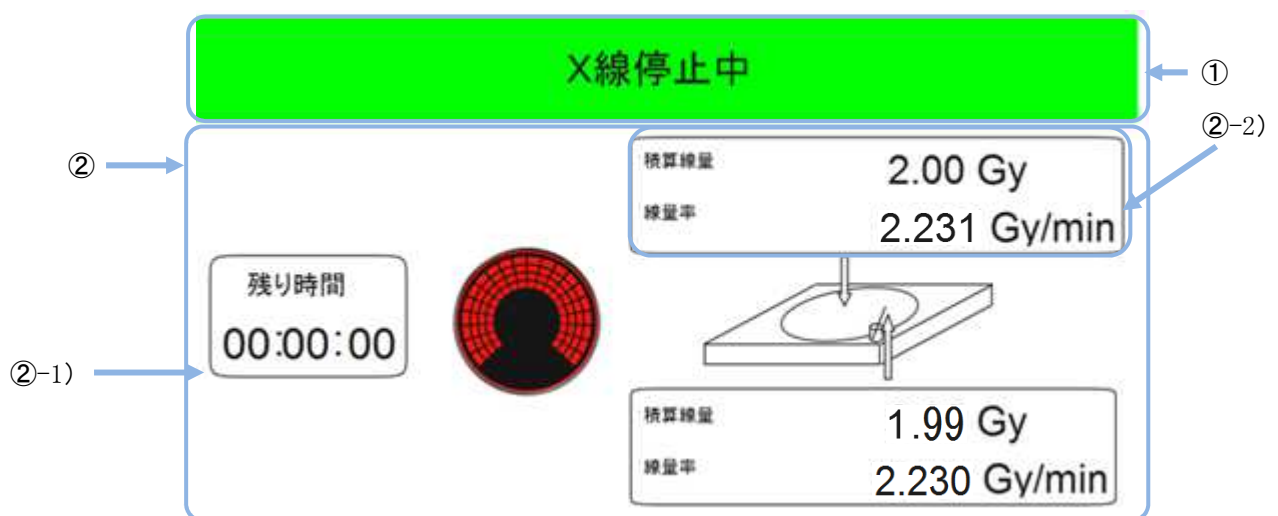 X線停止中
①
②-2)
②
積算線量 2.00 Gy
線量率 2.231 Gy/min
残り時間
00:00:00
②-1)
積算線量 1.99 Gy
線量率 2.230 Gy/min